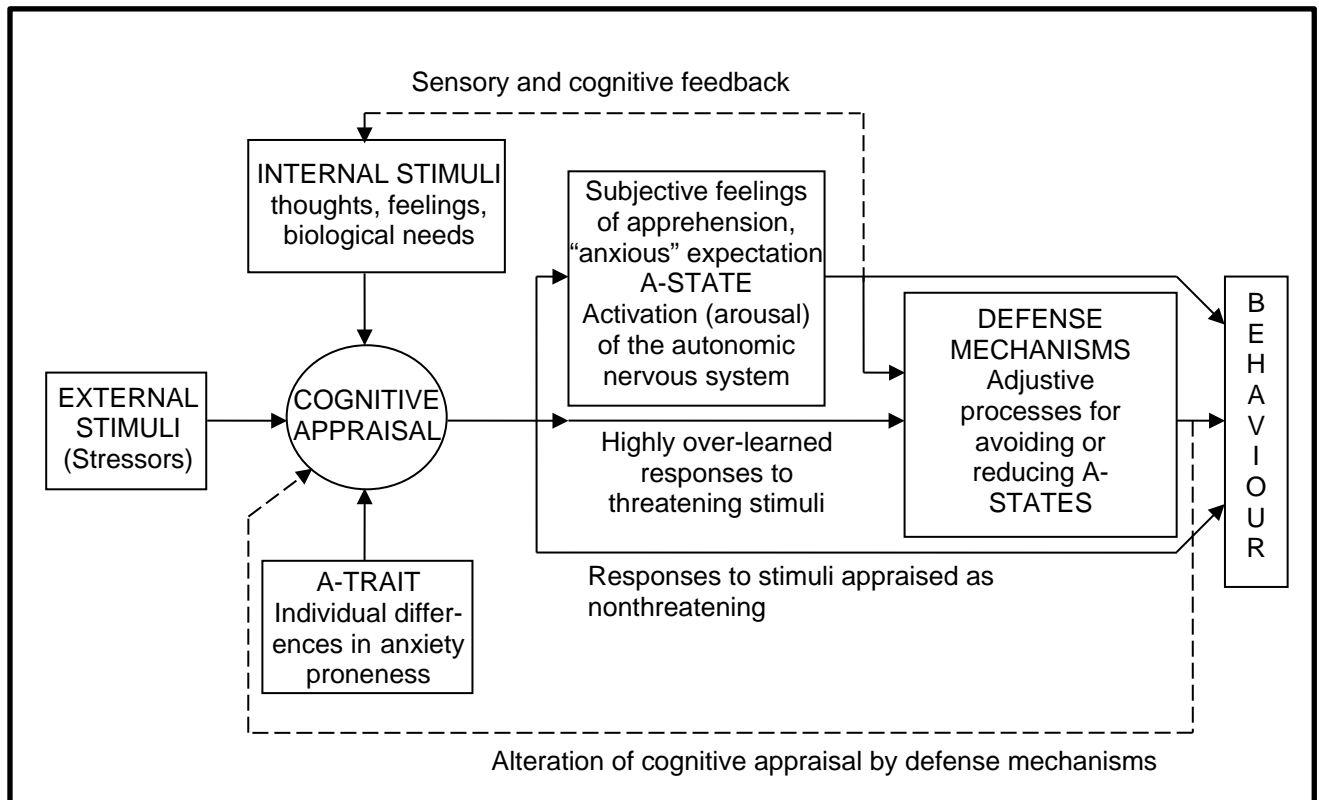 Sensory and cognitive feedback
INTERNAL STIMULI
thoughts, feelings,
biological needs
Subjective feelings
of apprehension,
“anxious” expectation
A-STATE
Activation (arousal)
of the autonomic
nervous system
EXTERNAL
STIMULI
(Stressors)
COGNITIVE
APPRAISAL
Highly over-learned
responses to
threatening stimuli
DEFENSE
MECHANISMS
Adjustive
processes for
avoiding or
reducing A-
STATES
B
E
H
A
V
I
O
U
R
A-TRAIT
Individual differ-
ences in anxiety
proneness
Responses to stimuli appraised as
nonthreatening
Alteration of cognitive appraisal by defense mechanisms